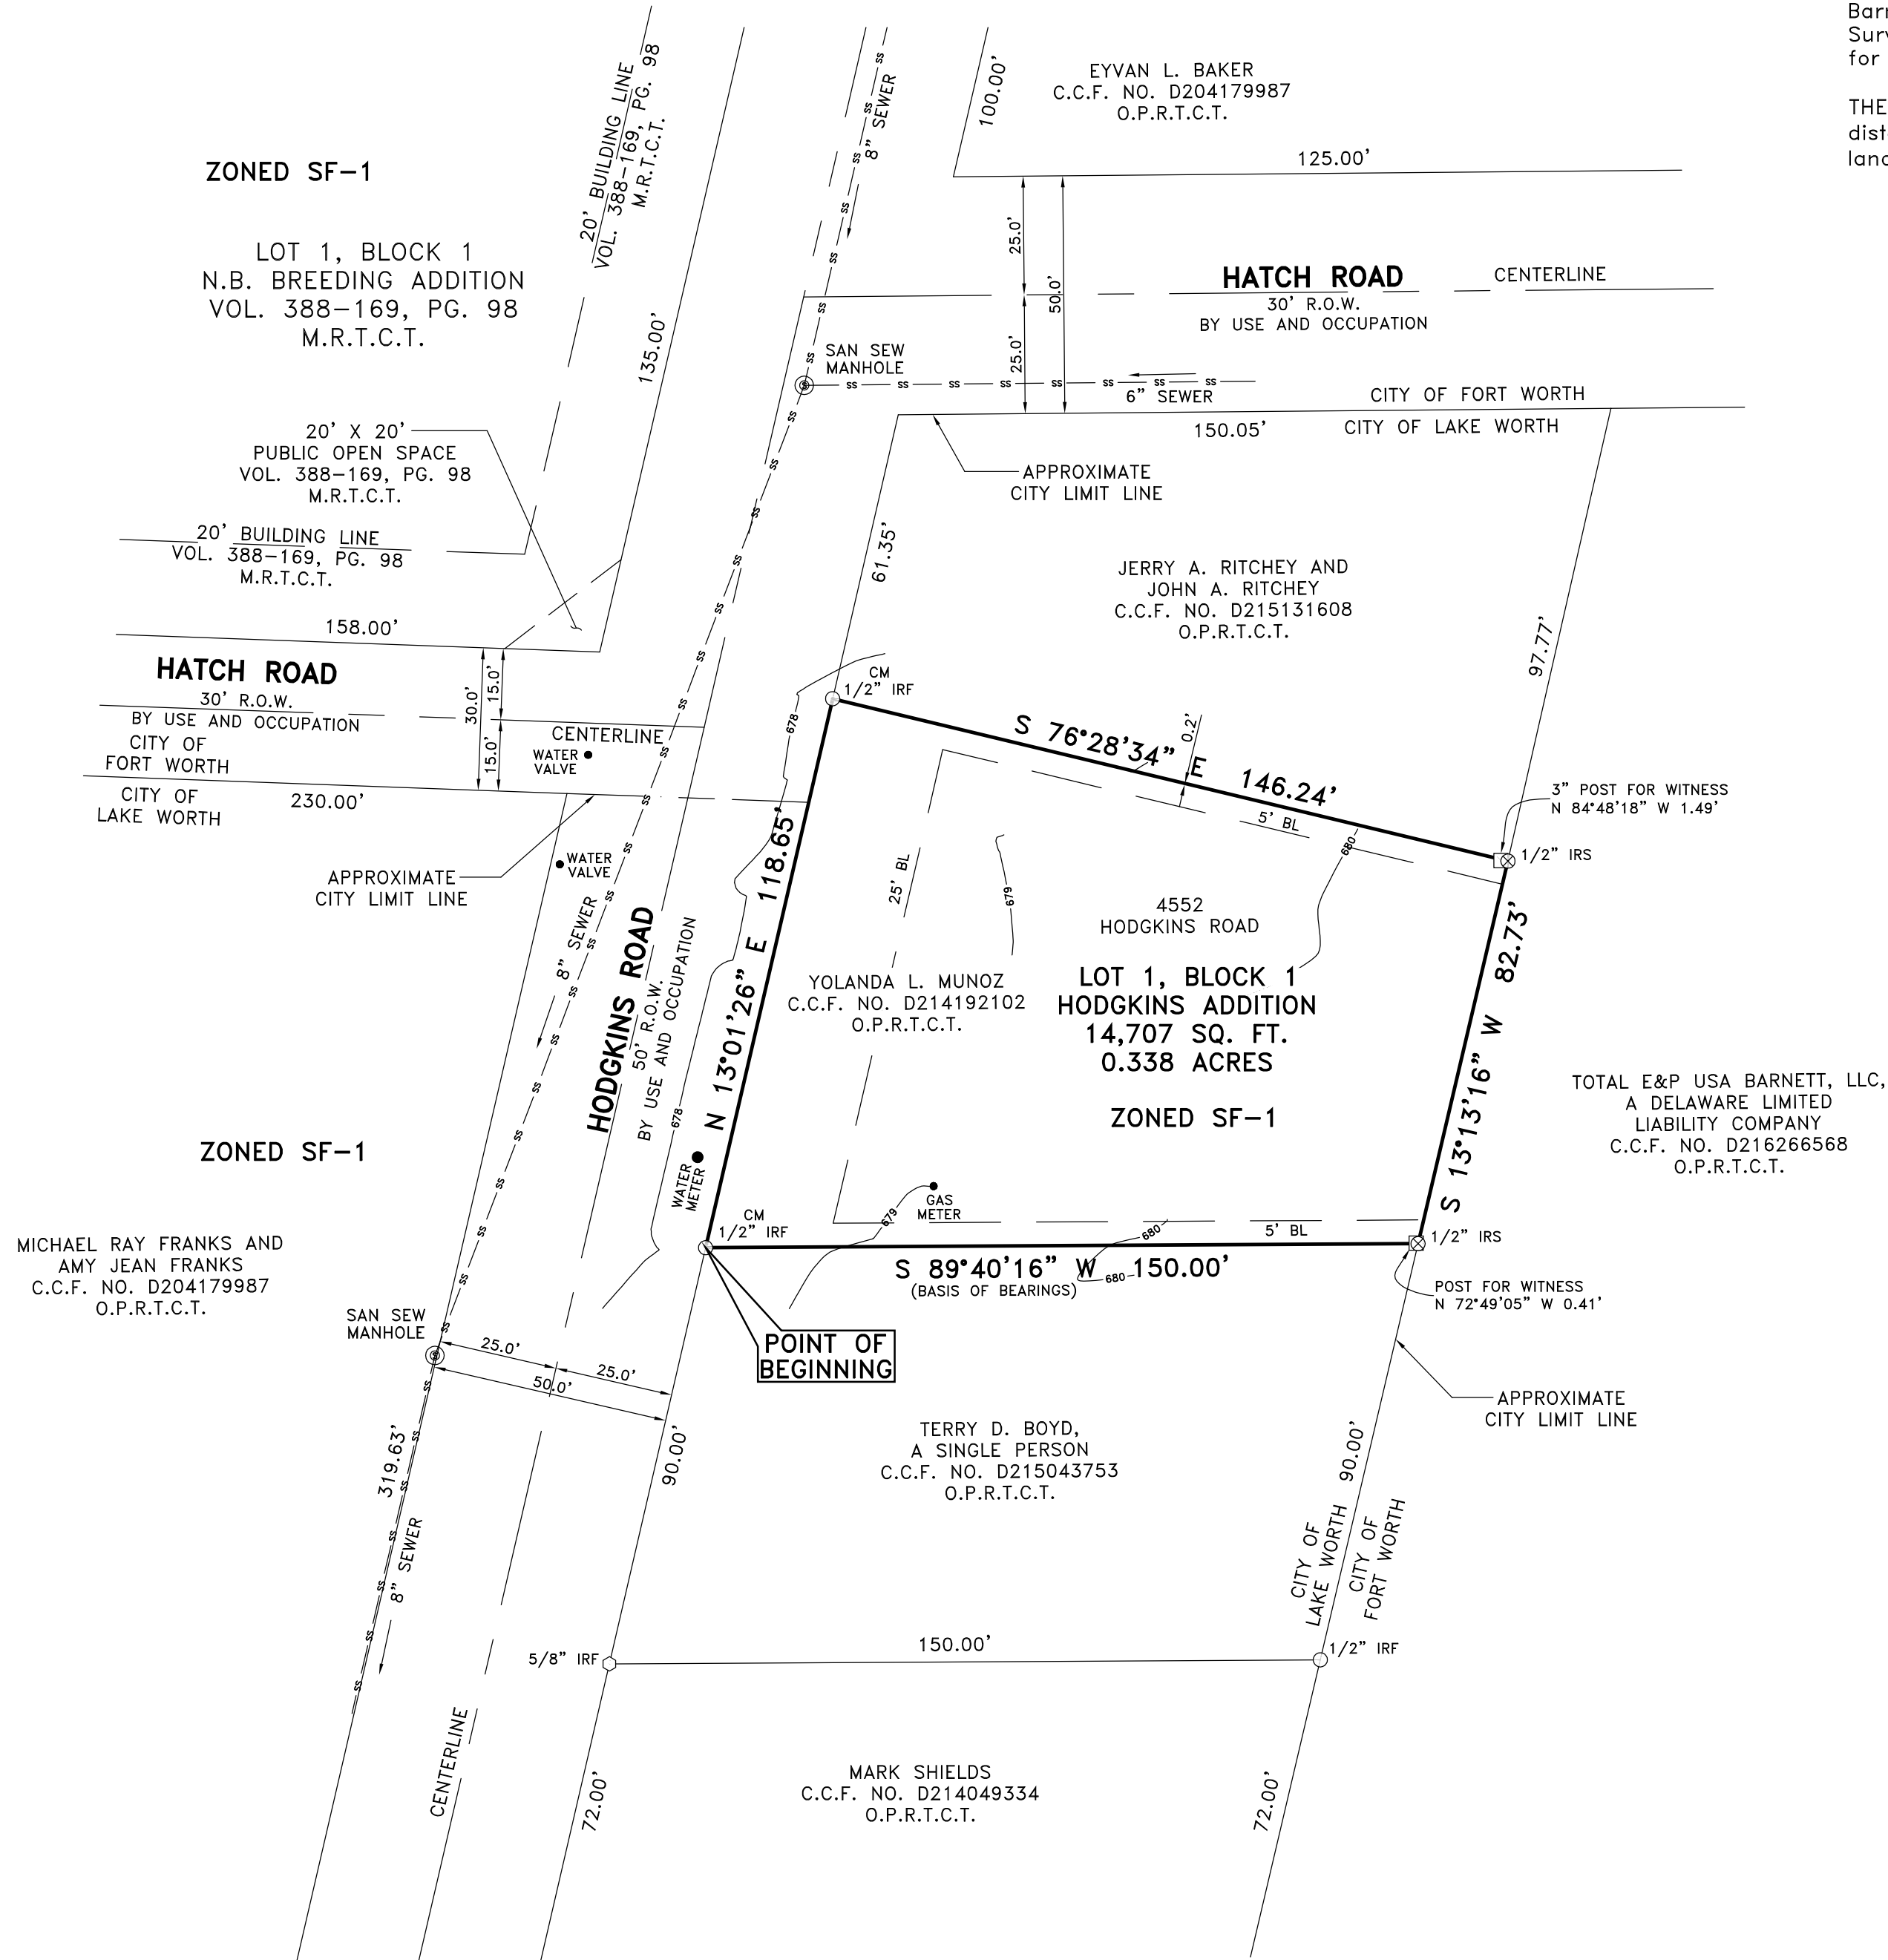 Surv
for
THE
dist
ZONED SF-1
LOT 1, BLOCK 1
N.B. BREEDING ADDITION
VOL. 388-169, PG. 98
M.R.T.C.T.
20' BUILDING LINE
VOL. 388-169, PG. 98
M.R.T.C.T.
135.00'
8" SEWER
100.00'
EYVAN L. BAKER
C.C.F. NO. D204179987
O.P.R.T.C.T.
125.00'
25.0'
50.0'
25.0'
HATCH ROAD
CENTERLINE
30' R.O.W.
BY USE AND OCCUPATION
SAN SEW
MANHOLE
6" SEWER
CITY OF FORT WORTH
CITY OF LAKE WORTH
150.05'
APPROXIMATE
CITY LIMIT LINE
20' X 20'
PUBLIC OPEN SPACE
VOL. 388-169, PG. 98
M.R.T.C.T.
20' BUILDING LINE
VOL. 388-169, PG. 98
M.R.T.C.T.
158.00'
HATCH ROAD
30' R.O.W.
BY USE AND OCCUPATION
30.0'
15.0'
15.0'
CENTERLINE
CITY OF
FORT WORTH
CITY OF
LAKE WORTH
230.00'
WATER
VALVE
WATER
VALVE
APPROXIMATE
CITY LIMIT LINE
61.35'
JERRY A. RITCHEY AND
JOHN A. RITCHEY
C.C.F. NO. D215131608
O.P.R.T.C.T.
97.77'
CM
1/2" IRF
678
S 76°28'34" E 146.24'
0.2'
5' BL
680
3" POST FOR WITNESS
N 84°48'18" W 1.49'
1/2" IRS
N 13°01'26" E 118.65'
25' BL
679
4552
HODGKINS ROAD
LOT 1, BLOCK 1
HODGKINS ADDITION
14,707 SQ. FT.
0.338 ACRES
ZONED SF-1
YOLANDA L. MUNOZ
C.C.F. NO. D214192102
O.P.R.T.C.T.
S 13°13'16" W 82.73'
8" SEWER
HODGKINS ROAD
50' R.O.W.
BY USE AND OCCUPATION
678
WATER
METER
TOTAL E&P USA BARNETT, LLC,
A DELAWARE LIMITED
LIABILITY COMPANY
C.C.F. NO. D216266568
O.P.R.T.C.T.
ZONED SF-1
MICHAEL RAY FRANKS AND
AMY JEAN FRANKS
C.C.F. NO. D204179987
O.P.R.T.C.T.
CM
1/2" IRF
679
GAS
METER
680
5' BL
1/2" IRS
S 89°40'16" W 150.00'
(BASIS OF BEARINGS)
680
POST FOR WITNESS
N 72°49'05" W 0.41'
POINT OF
BEGINNING
SAN SEW
MANHOLE
25.0'
25.0'
50.0'
319.63'
8" SEWER
90.00'
TERRY D. BOYD,
A SINGLE PERSON
C.C.F. NO. D215043753
O.P.R.T.C.T.
APPROXIMATE
CITY LIMIT LINE
90.00'
CITY OF
LAKE WORTH
CITY OF
FORT WORTH
5/8" IRF
150.00'
1/2" IRF
CENTERLINE
72.00'
MARK SHIELDS
C.C.F. NO. D214049334
O.P.R.T.C.T.
72.00'